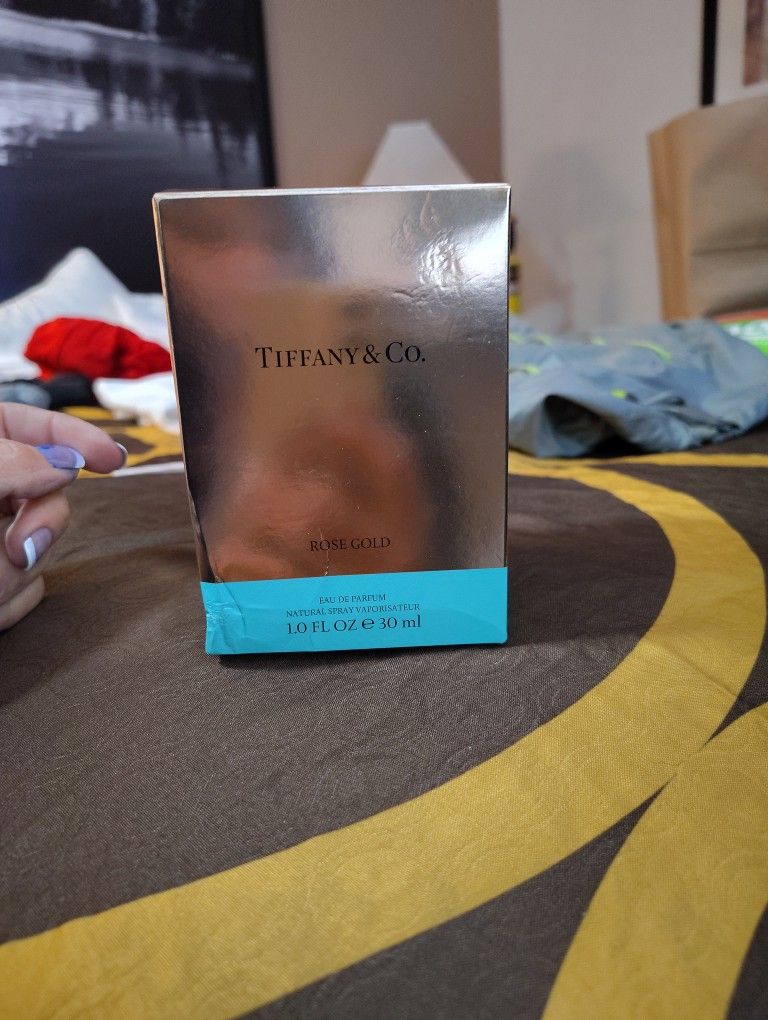 TIFFANY & CO.
ROSE GOLD
EAU DE PARFUM
NATURAL SPRAY VAPORISATEUR
1.0 FL OZ ℮ 30 ml